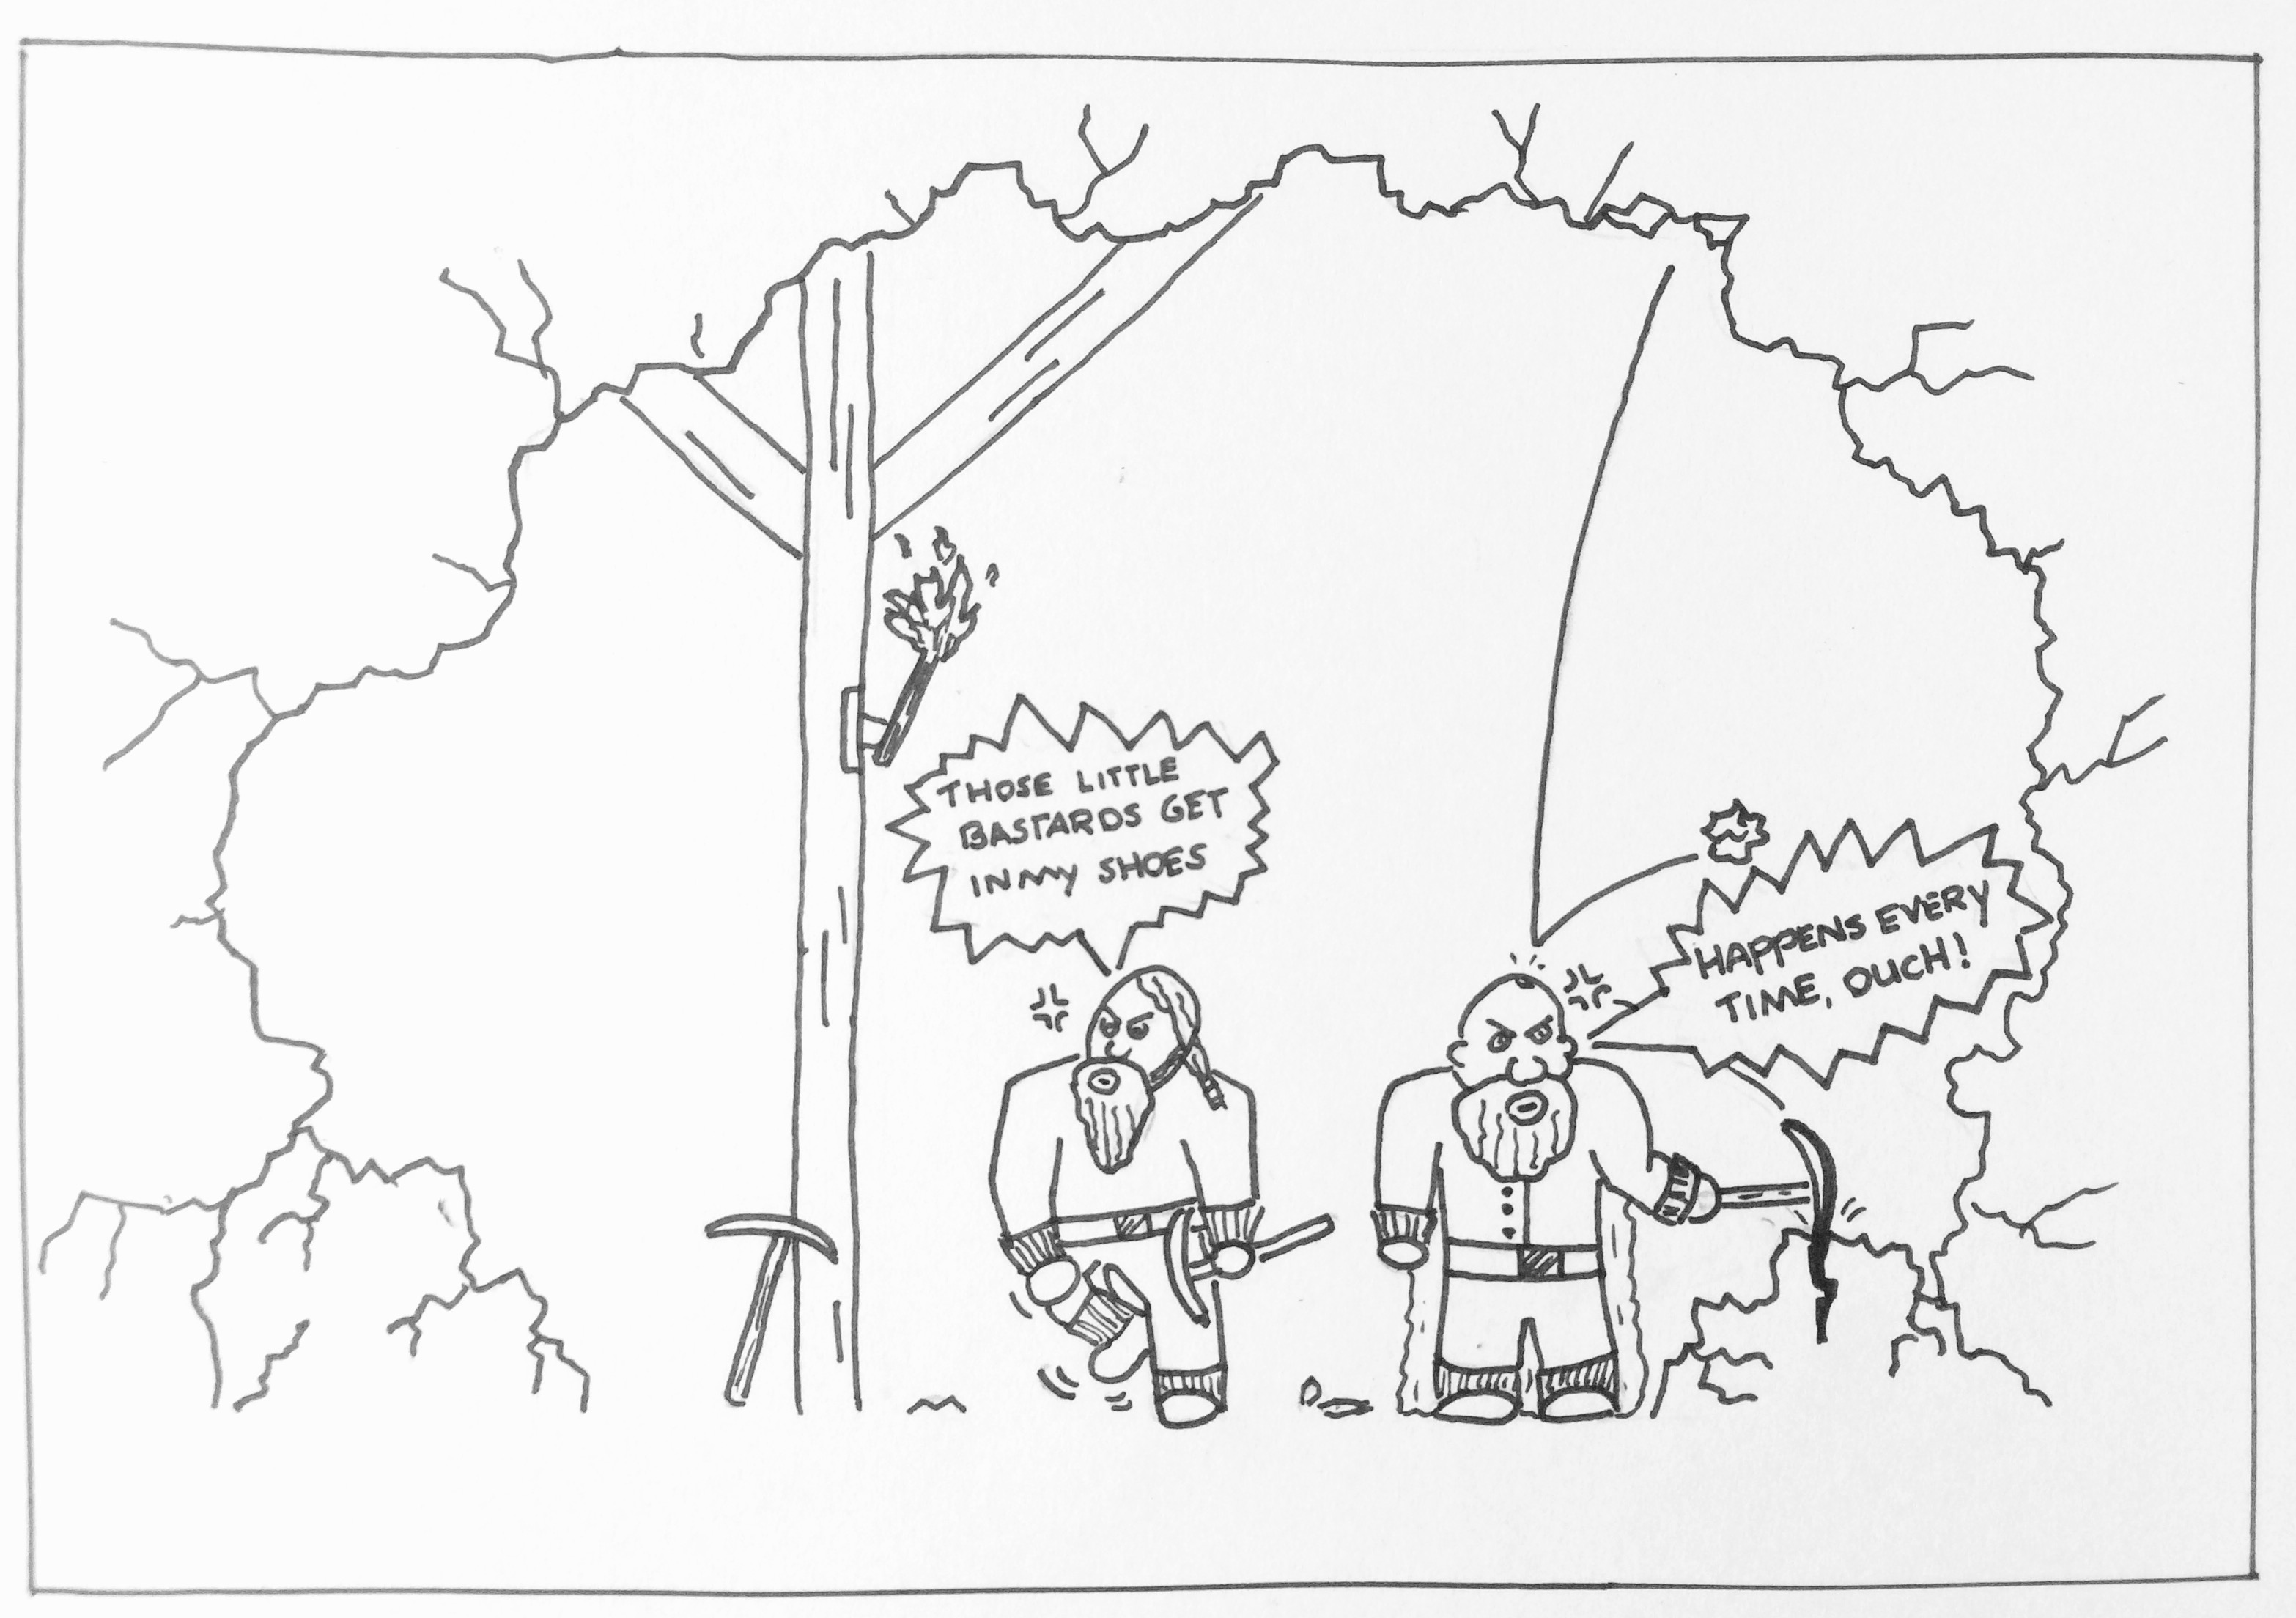 THOSE LITTLE
BASTARDS GET
IN MY SHOES
HAPPENS EVERY
TIME, OUCH!